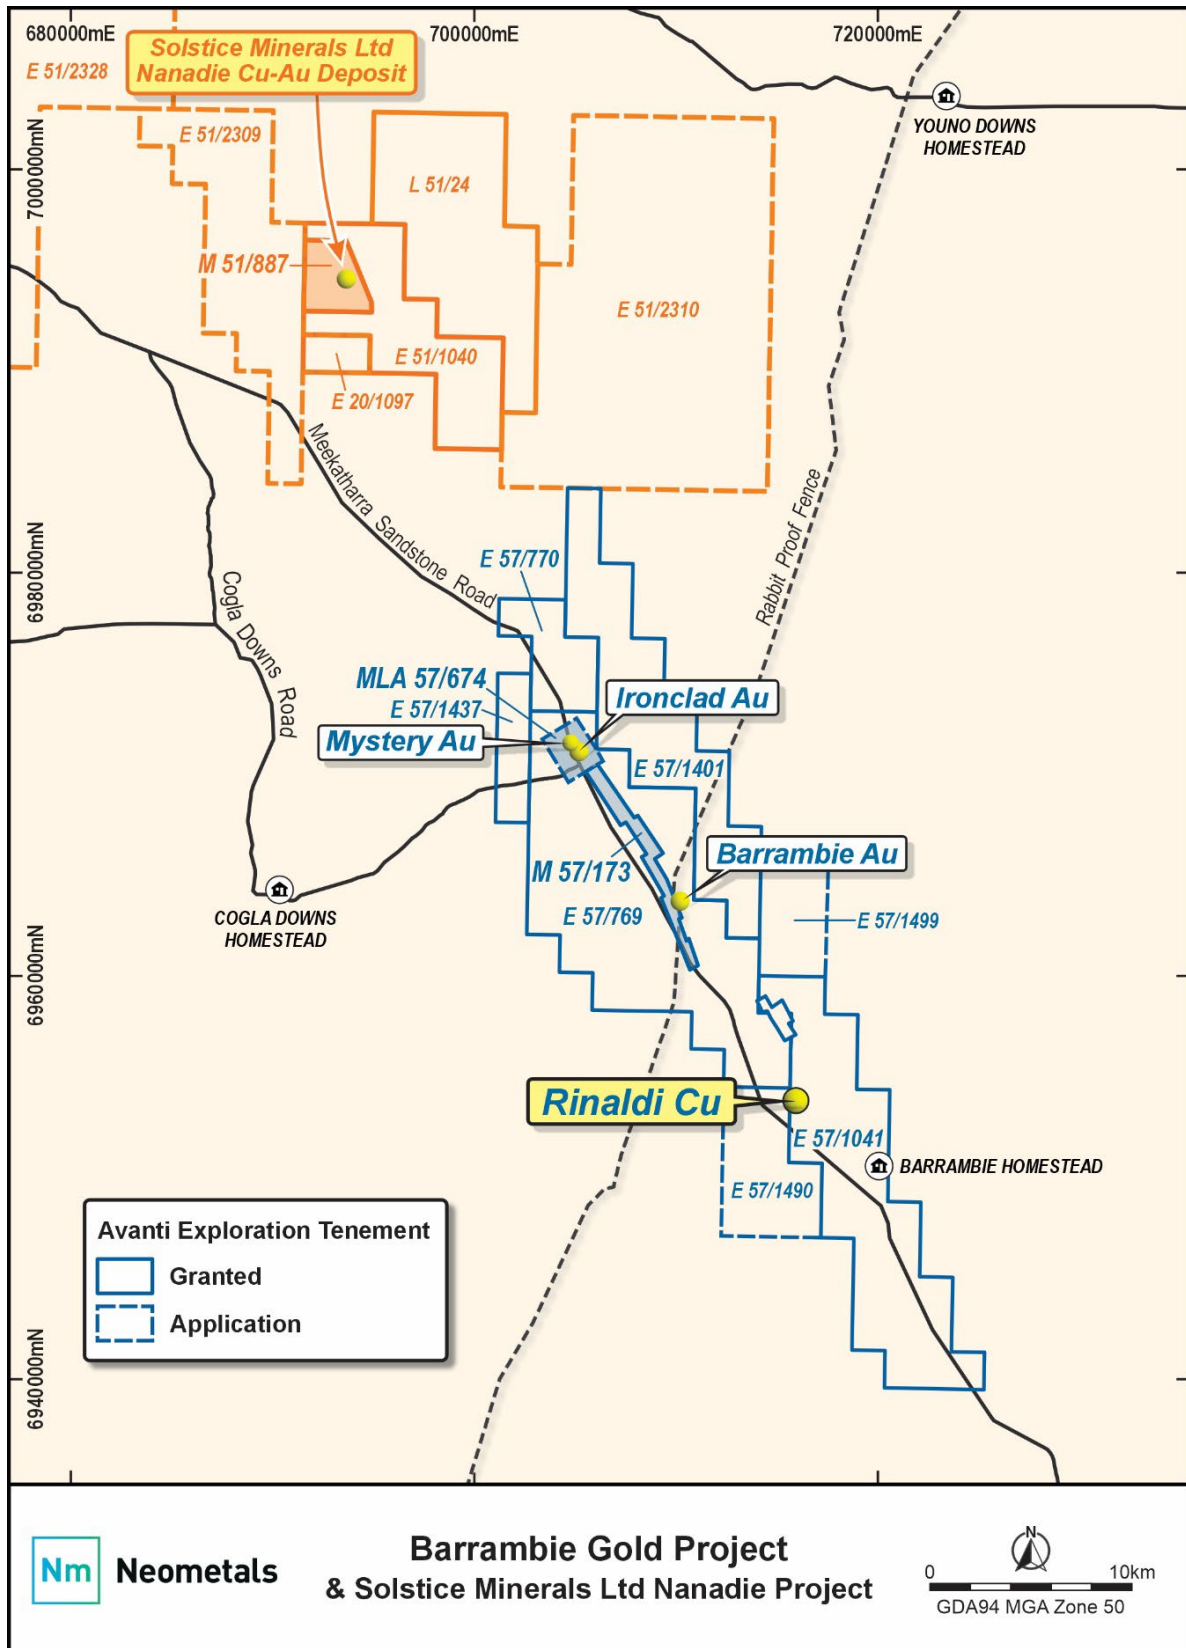 680000mE
700000mE
720000mE
Solstice Minerals Ltd
Nanadie Cu-Au Deposit
E 51/2328
YOUNO DOWNS
HOMESTEAD
7000000mN
E 51/2309
L 51/24
M 51/887
E 51/2310
E 51/1040
E 20/1097
Meekatharra Sandstone Road
Rabbit Proof Fence
6980000mN
E 57/770
Cogla Downs Road
MLA 57/674
Ironclad Au
E 57/1437
Mystery Au
E 57/1401
Barrambie Au
M 57/173
E 57/769
E 57/1499
COGLA DOWNS
HOMESTEAD
6960000mN
Rinaldi Cu
E 57/1041
BARRAMBIE HOMESTEAD
E 57/1490
Avanti Exploration Tenement
Granted
Application
6940000mN
Nm Neometals
Barrambie Gold Project
& Solstice Minerals Ltd Nanadie Project
N
0 10km
GDA94 MGA Zone 50